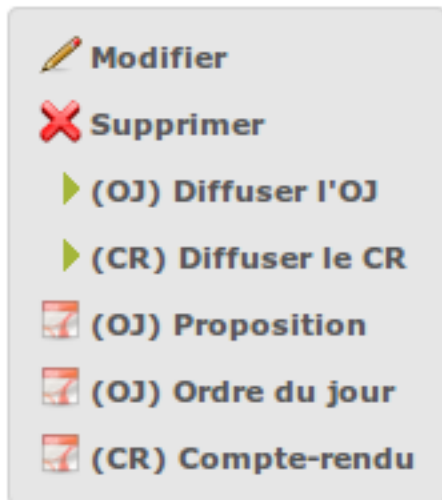 Modifier
Supprimer
(OJ) Diffuser l'OJ
(CR) Diffuser le CR
(OJ) Proposition
(OJ) Ordre du jour
(CR) Compte-rendu